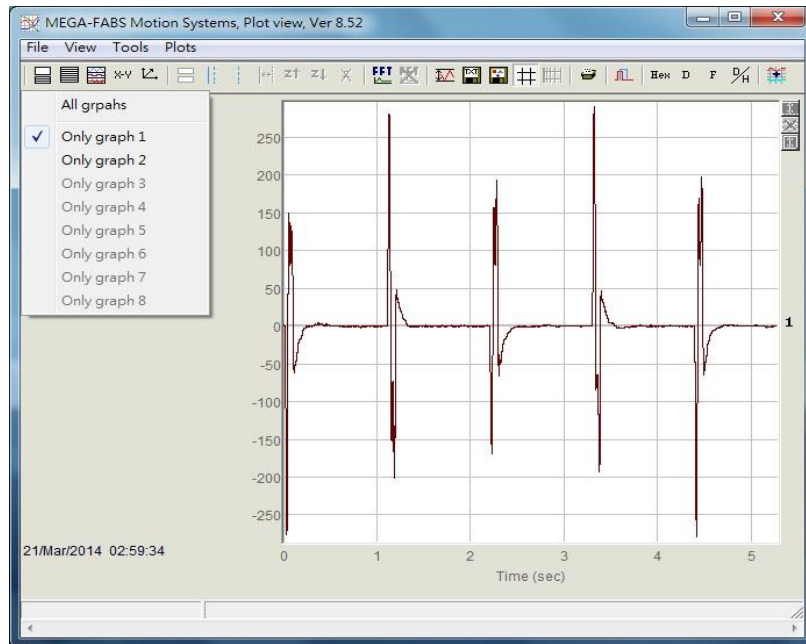 MEGA-FABS Motion Systems, Plot view, Ver 8.52
File View Tools Plots
X-Y Z↑ Z↓ FFT TXT Hex D F D/H
All grpahs
Only graph 1
Only graph 2
Only graph 3
Only graph 4
Only graph 5
Only graph 6
Only graph 7
Only graph 8
250
200
150
100
50
0
-50
-100
-150
-200
-250
1
0 1 2 3 4 5
Time (sec)
21/Mar/2014 02:59:34